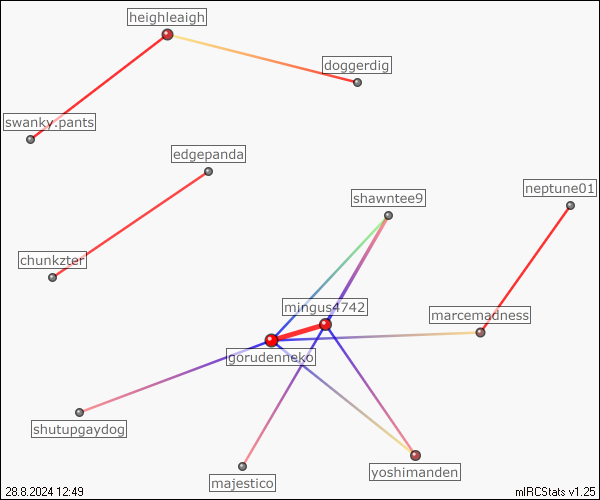 heighleaigh
doggerdig
swanky.pants
edgepanda
neptune01
shawntee9
chunkzter
mingus4742
marcemadness
gorudenneko
shutupgaydog
yoshimanden
majestico
28.8.2024 12:49
mIRCStats v1.25